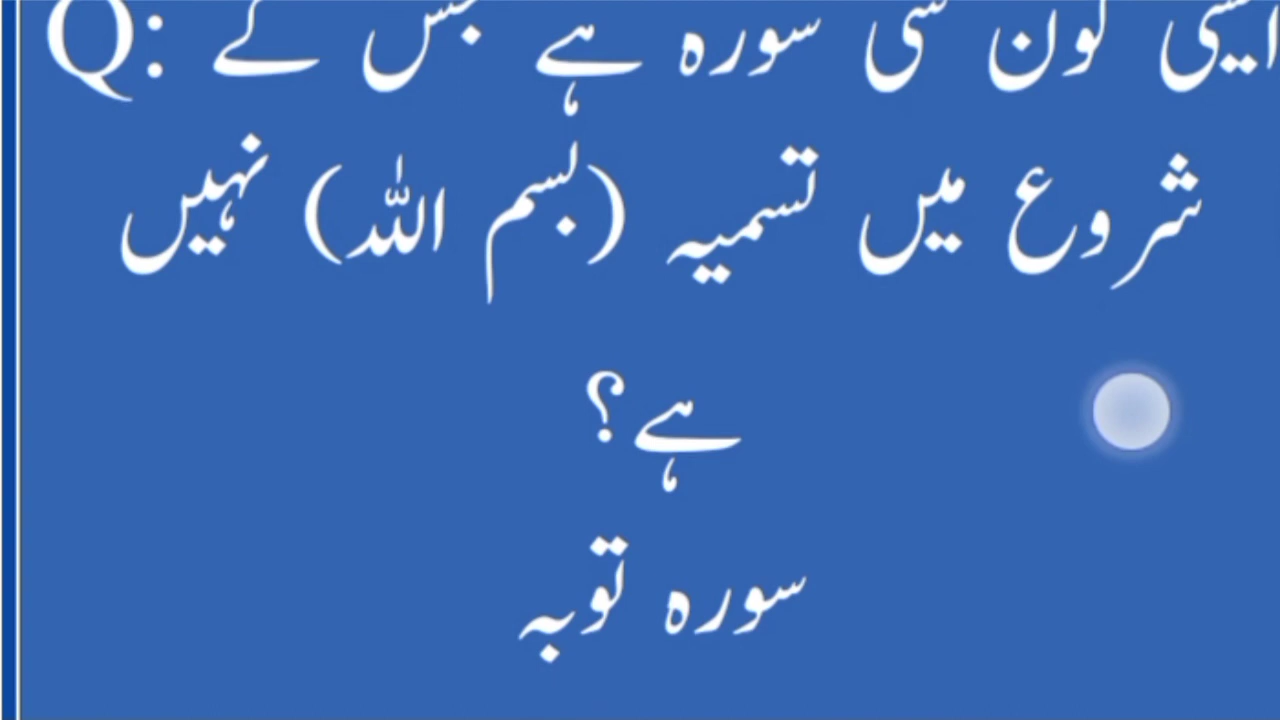 Q: ایسی کون سی سورہ ہے جس کے
شروع میں تسمیہ (بسم اللہ) نہیں
ہے؟
سورہ توبہ